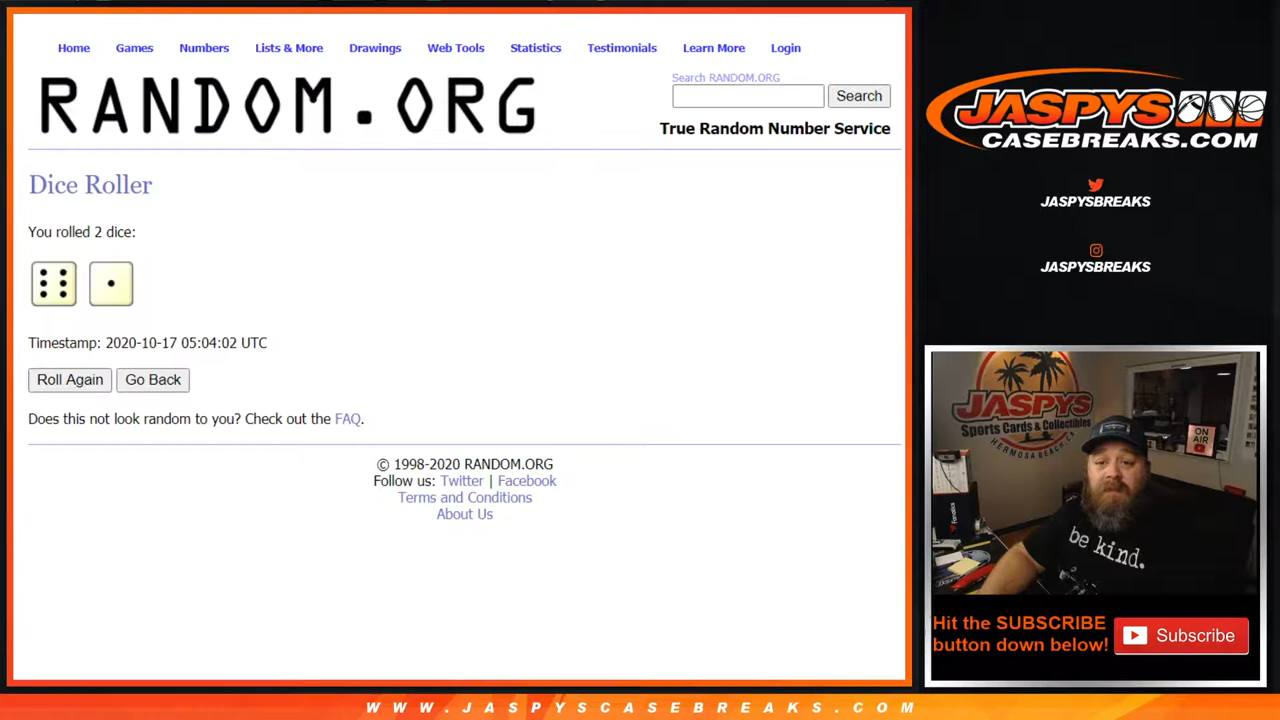 Home Games Numbers Lists & More Drawings Web Tools Statistics Testimonials Learn More Login
RANDOM.ORG
Search RANDOM.ORG
Search
True Random Number Service
Dice Roller
You rolled 2 dice:
Timestamp: 2020-10-17 05:04:02 UTC
Roll Again Go Back
Does this not look random to you? Check out the FAQ.
© 1998-2020 RANDOM.ORG
Follow us: Twitter | Facebook
Terms and Conditions
About Us
JASPYS
CASEBREAKS.COM
JASPYSBREAKS
JASPYSBREAKS
JASPYS
Sports Cards & Collectibles
HERMOSA BEACH, CA
ON
AIR
Fanatics
be kind.
Hit the SUBSCRIBE
button down below!
Subscribe
WWW.JASPYSCASEBREAKS.COM